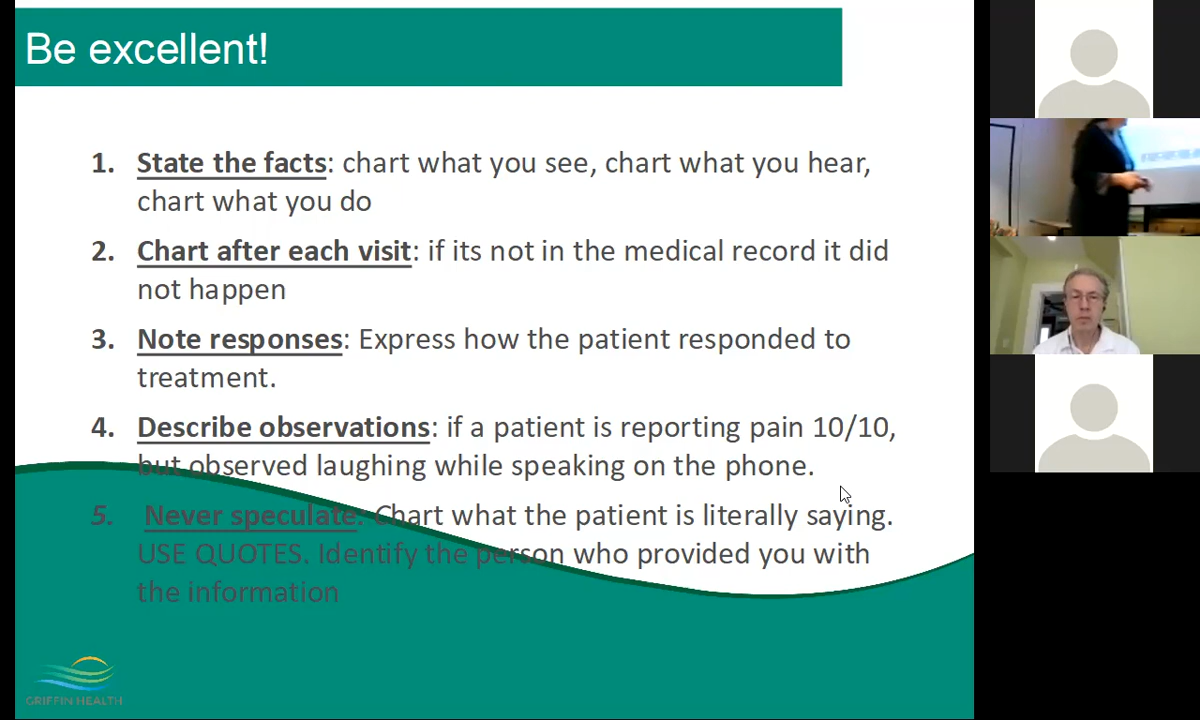 Be excellent!
1. State the facts: chart what you see, chart what you hear,
chart what you do
2. Chart after each visit: if its not in the medical record it did
not happen
3. Note responses: Express how the patient responded to
treatment.
4. Describe observations: if a patient is reporting pain 10/10,
but observed laughing while speaking on the phone.
5. Never speculate: Chart what the patient is literally saying.
USE QUOTES. Identify the person who provided you with
the information
GRIFFIN HEALTH